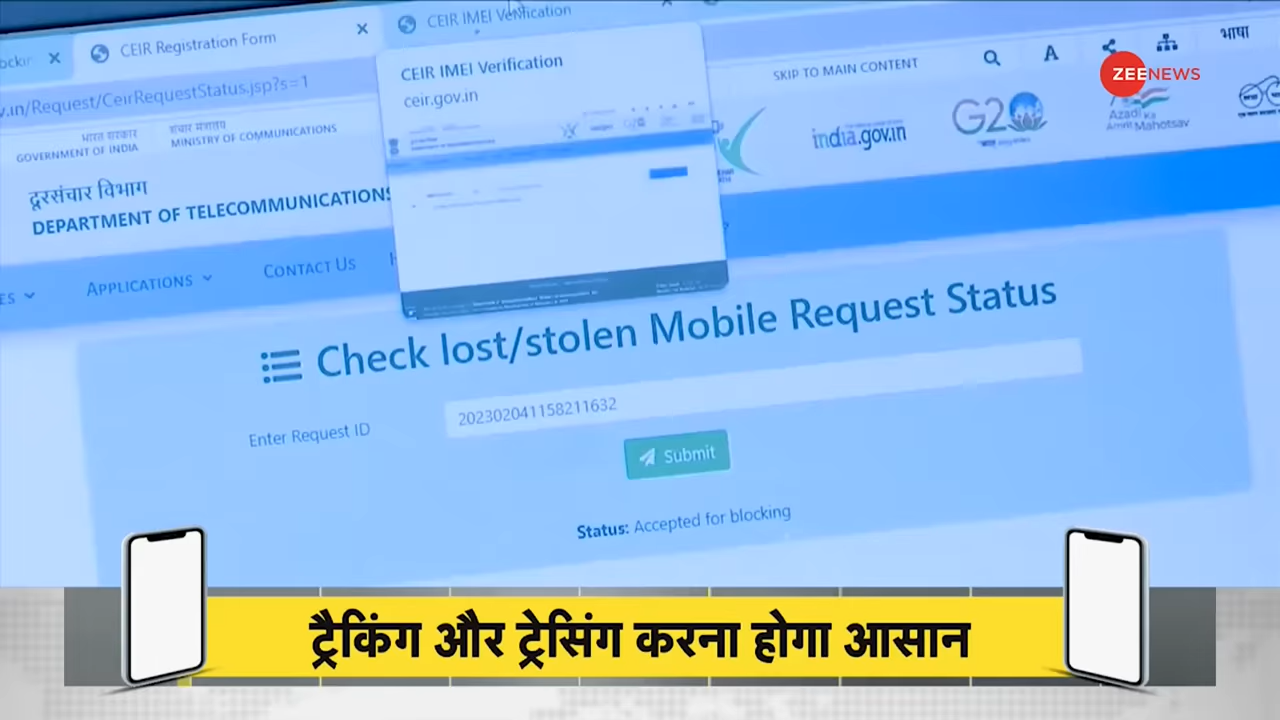 CEIR Registration Form
CEIR IMEI Verification
v.in/Request/CeirRequestStatus.jsp?s=1
CEIR IMEI Verification
ceir.gov.in
SKIP TO MAIN CONTENT
A
भाषा
ZEENEWS
भारत सरकार
GOVERNMENT OF INDIA
संचार मंत्रालय
MINISTRY OF COMMUNICATIONS
india.gov.in
G20
Azadi Ka
Amrit Mahotsav
दूरसंचार विभाग
DEPARTMENT OF TELECOMMUNICATIONS
ES
APPLICATIONS
CONTACT US
Check lost/stolen Mobile Request Status
Enter Request ID
202302041158211632
Submit
Status: Accepted for blocking
ट्रैकिंग और ट्रेसिंग करना होगा आसान